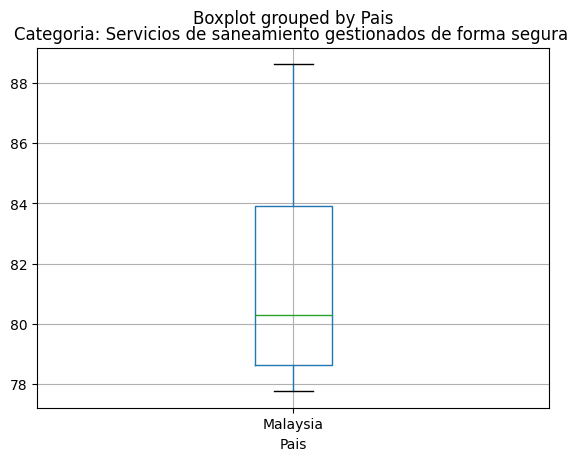 Boxplot grouped by Pais
Categoria: Servicios de saneamiento gestionados de forma segura
88
86
84
82
80
78
Malaysia
Pais